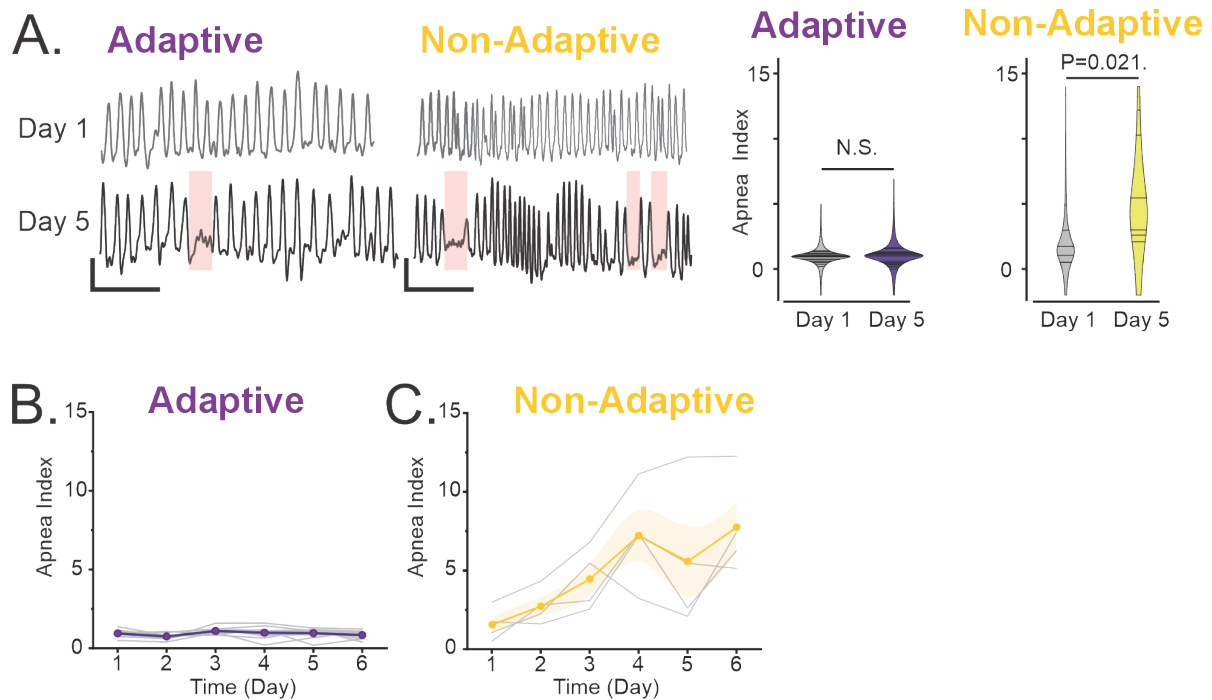 A.
Adaptive
Non-Adaptive
Day 1
Day 5
Adaptive
15
Apnea Index
0
N.S.
Day 1 Day 5
Non-Adaptive
P=0.021.
15
0
Day 1 Day 5
B.
Adaptive
15
10
5
0
Apnea Index
1 2 3 4 5 6
Time (Day)
C.
Non-Adaptive
15
10
5
0
Apnea Index
1 2 3 4 5 6
Time (Day)